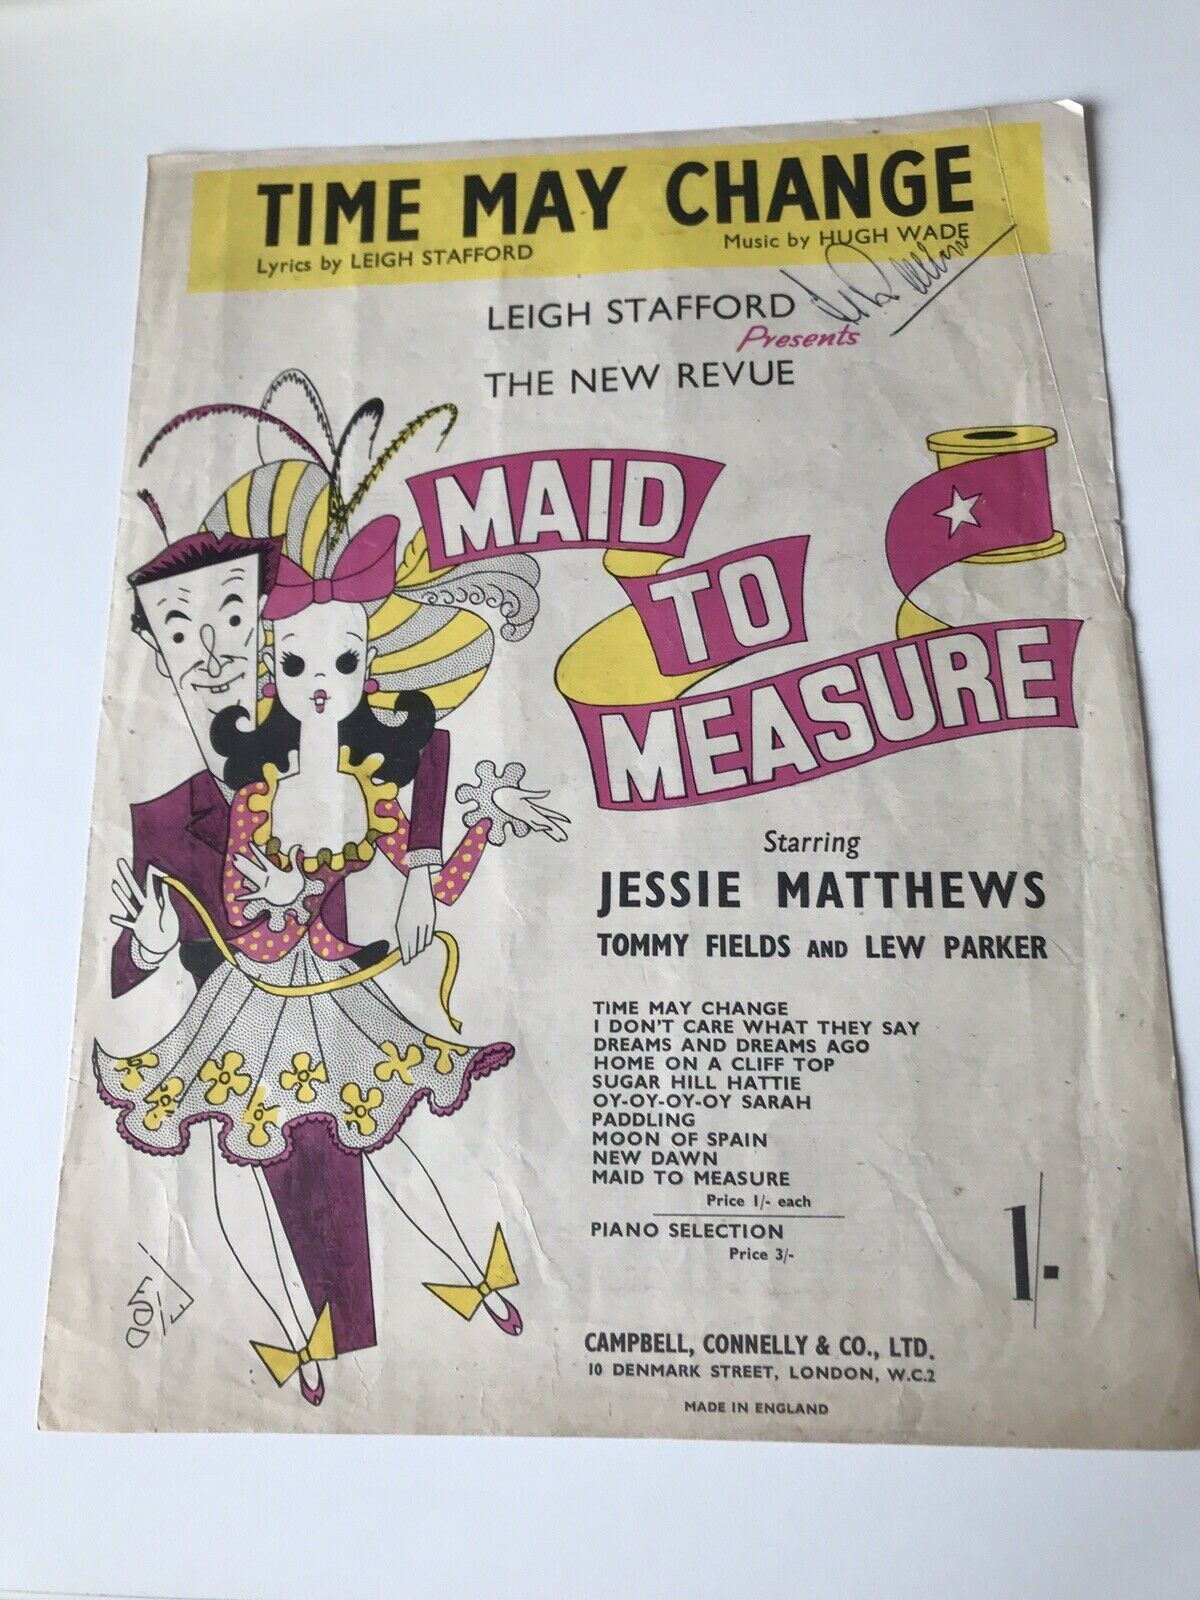 TIME MAY CHANGE
Lyrics by LEIGH STAFFORD
Music by HUGH WADE
LEIGH STAFFORD
Presents
THE NEW REVUE
MAID
TO
MEASURE
Starring
JESSIE MATTHEWS
TOMMY FIELDS AND LEW PARKER
TIME MAY CHANGE
I DON'T CARE WHAT THEY SAY
DREAMS AND DREAMS AGO
HOME ON A CLIFF TOP
SUGAR HILL HATTIE
OY-OY-OY-OY SARAH
PADDLING
MOON OF SPAIN
NEW DAWN
MAID TO MEASURE
Price 1/- each
PIANO SELECTION
Price 3/-
1/-
CAMPBELL, CONNELLY & CO., LTD.
10 DENMARK STREET, LONDON, W.C.2
MADE IN ENGLAND